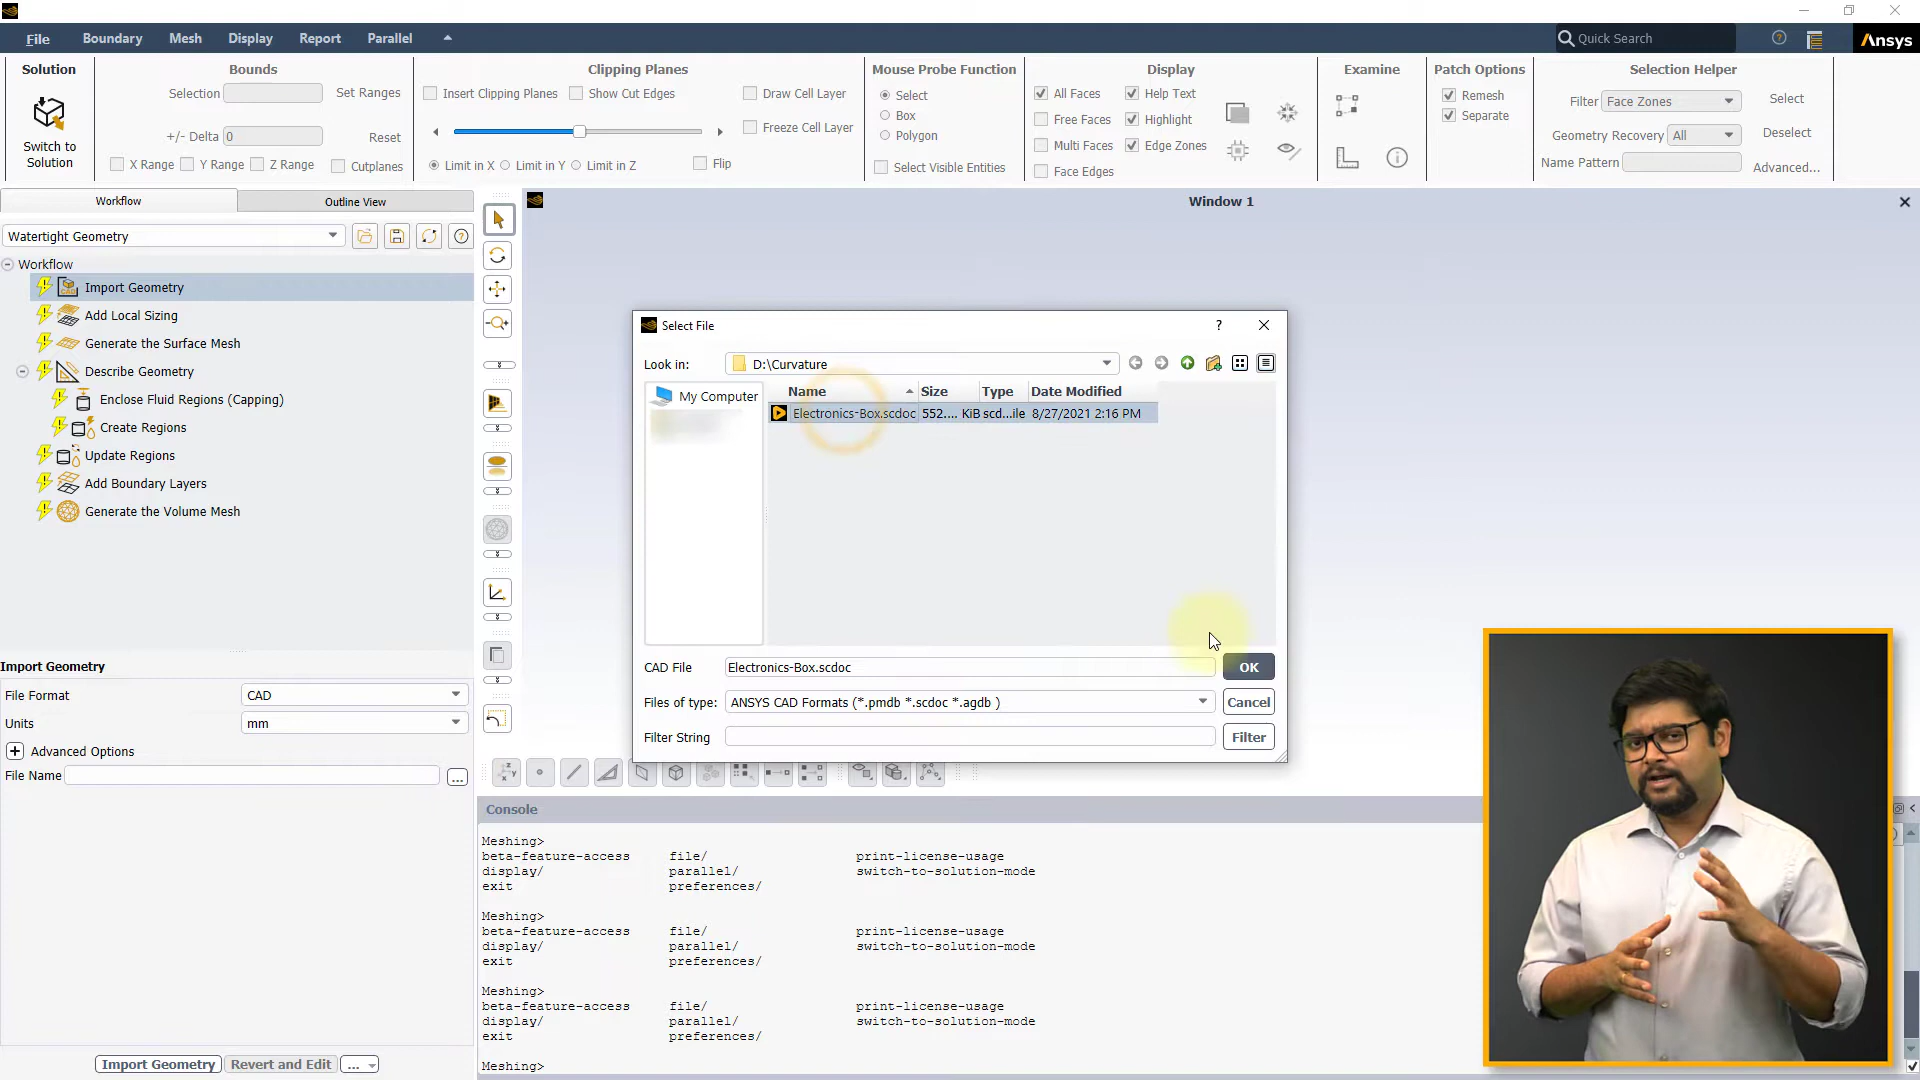 File Boundary Mesh Display Report Parallel Quick Search Ansys
Solution Bounds Clipping Planes Mouse Probe Function Display Examine Patch Options Selection Helper
Selection Set Ranges Insert Clipping Planes Show Cut Edges Draw Cell Layer Select All Faces Help Text Remesh Filter Face Zones Select
Box Free Faces Highlight Separate
+/- Delta 0 Reset Freeze Cell Layer Polygon Geometry Recovery All Deselect
Switch to Solution Multi Faces Edge Zones
X Range Y Range Z Range Cutplanes Limit in X Limit in Y Limit in Z Flip Select Visible Entities Face Edges Name Pattern Advanced...
Workflow Outline View Window 1
Watertight Geometry
Workflow
Import Geometry
Add Local Sizing
Generate the Surface Mesh
Describe Geometry
Enclose Fluid Regions (Capping)
Create Regions
Update Regions
Add Boundary Layers
Generate the Volume Mesh
Import Geometry
File Format CAD
Units mm
Advanced Options
File Name ...
Import Geometry Revert and Edit ...
Select File ?
Look in: D:\Curvature
My Computer Name Size Type Date Modified
Electronics-Box.scdoc 552.... KiB scd...ile 8/27/2021 2:16 PM
CAD File Electronics-Box.scdoc OK
Files of type: ANSYS CAD Formats (*.pmdb *.scdoc *.agdb ) Cancel
Filter String Filter
Console
Meshing>
beta-feature-access file/ print-license-usage
display/ parallel/ switch-to-solution-mode
exit preferences/
Meshing>
beta-feature-access file/ print-license-usage
display/ parallel/ switch-to-solution-mode
exit preferences/
Meshing>
beta-feature-access file/ print-license-usage
display/ parallel/ switch-to-solution-mode
exit preferences/
Meshing>